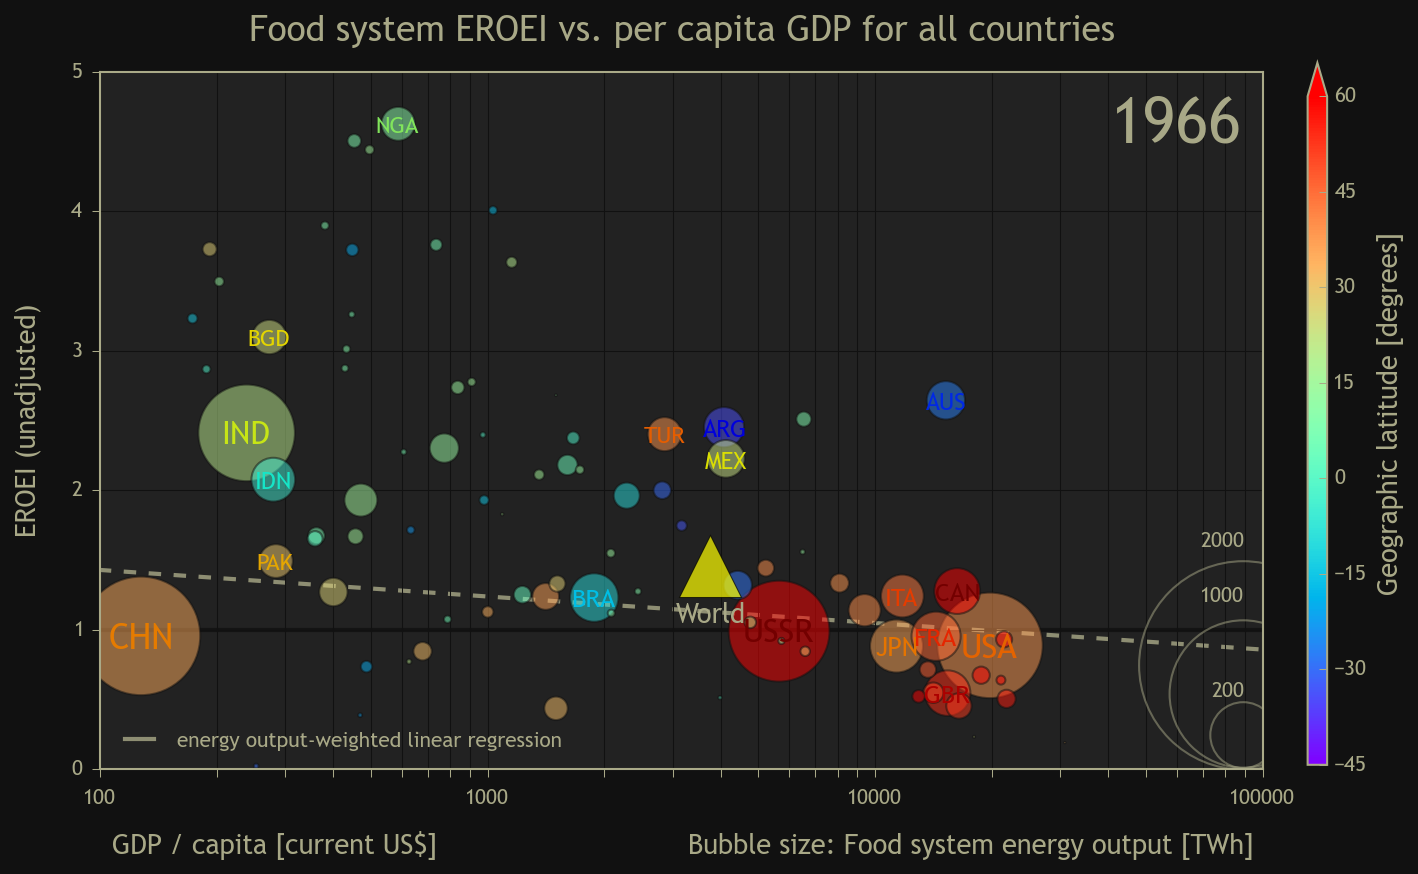 Food system EROEI vs. per capita GDP for all countries
1966
5
4
3
2
1
0
EROEI (unadjusted)
NGA
BGD
IND
IDN
PAK
CHN
TUR
ARG
MEX
AUS
BRA
World
USSR
ITA
CAN
JPN
FRA
USA
GBR
2000
1000
200
energy output-weighted linear regression
100
1000
10000
100000
GDP / capita [current US$]
Bubble size: Food system energy output [TWh]
60
45
30
15
0
−15
−30
−45
Geographic latitude [degrees]